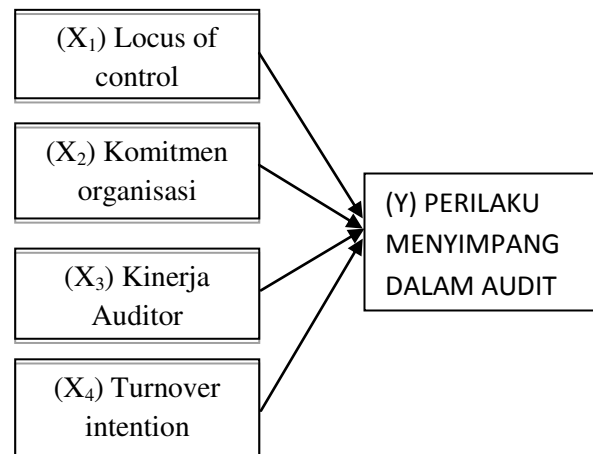 (X₁) Locus of
control
(X₂) Komitmen
organisasi
(X₃) Kinerja
Auditor
(X₄) Turnover
intention
(Y) PERILAKU
MENYIMPANG
DALAM AUDIT